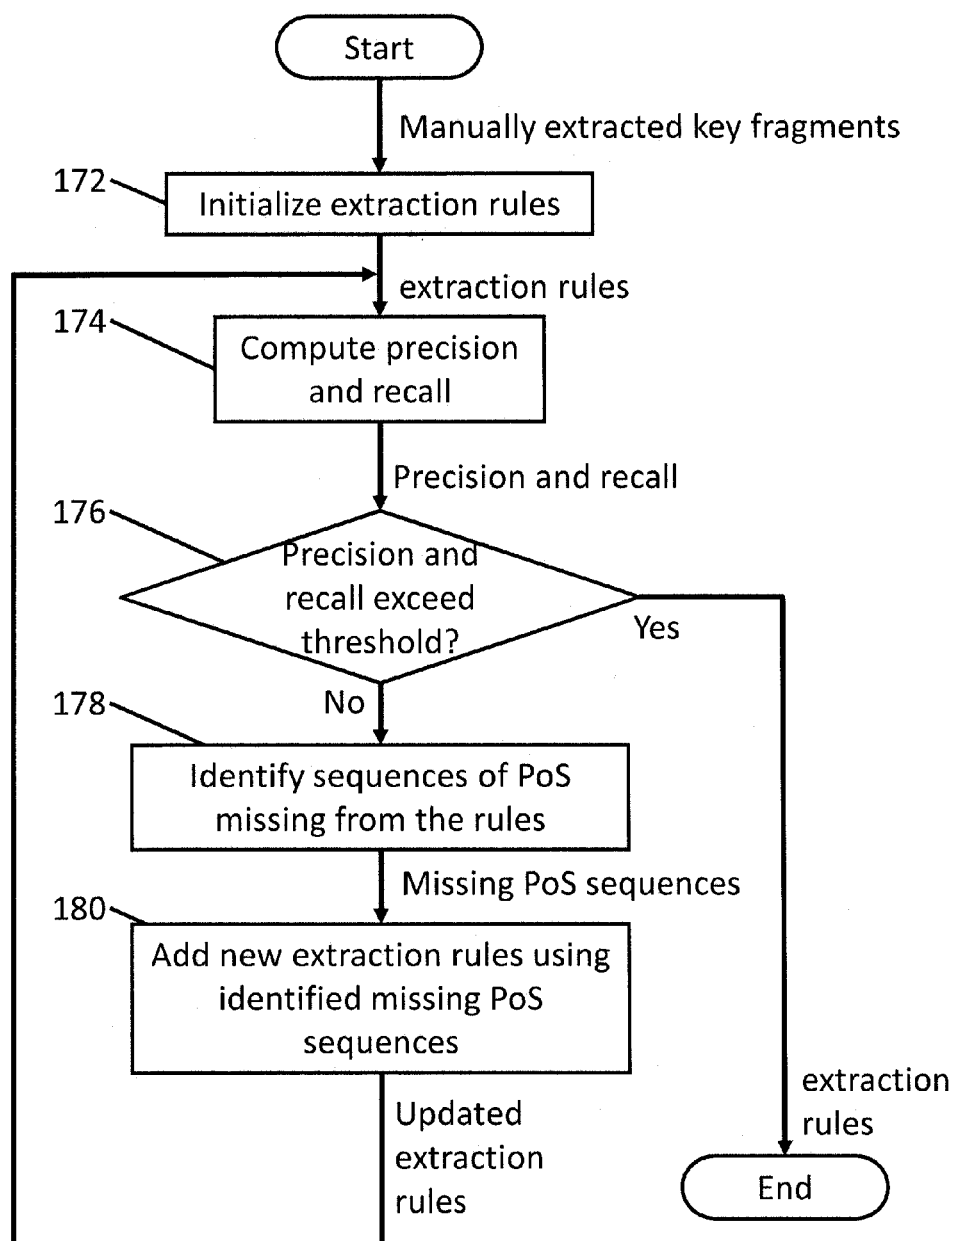 Start
Manually extracted key fragments
172
Initialize extraction rules
extraction rules
174
Compute precision
and recall
Precision and recall
176
Precision and
recall exceed
threshold?
Yes
No
178
Identify sequences of PoS
missing from the rules
Missing PoS sequences
180
Add new extraction rules using
identified missing PoS
sequences
extraction
rules
Updated
extraction
rules
End